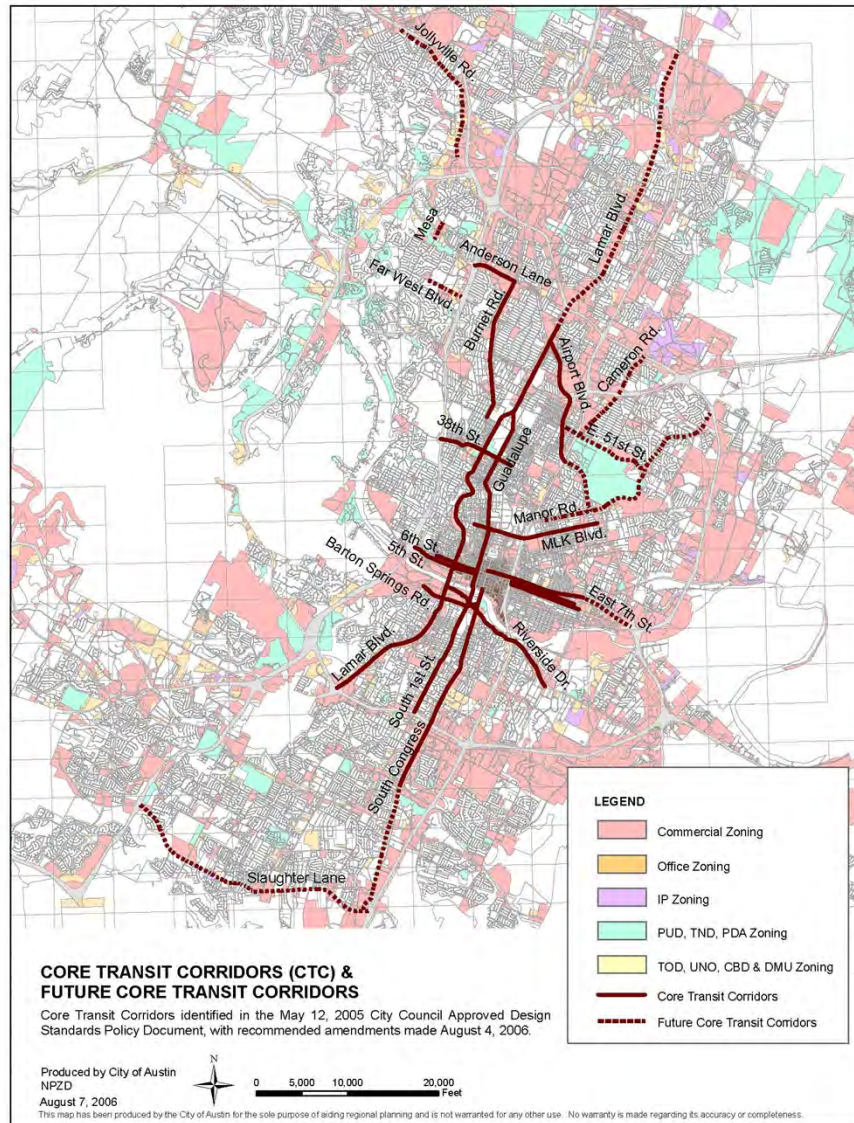 Jollyville Rd.
Lamar Blvd.
Mesa
Anderson Lane
Far West Blvd.
Burnet Rd.
Airport Blvd.
Cameron Rd.
38th St.
E. 51st St.
Guadalupe
Manor Rd.
MLK Blvd.
6th St.
5th St.
Barton Springs Rd.
East 7th St.
Riverside Dr.
Lamar Blvd.
South 1st St
South Congress
Slaughter Lane
LEGEND
Commercial Zoning
Office Zoning
IP Zoning
PUD, TND, PDA Zoning
TOD, UNO, CBD & DMU Zoning
Core Transit Corridors
Future Core Transit Corridors
CORE TRANSIT CORRIDORS (CTC) &
FUTURE CORE TRANSIT CORRIDORS
Core Transit Corridors identified in the May 12, 2005 City Council Approved Design
Standards Policy Document, with recommended amendments made August 4, 2006.
Produced by City of Austin
NPZD
August 7, 2006
N
0 5,000 10,000 20,000
Feet
This map has been produced by the City of Austin for the sole purpose of aiding regional planning and is not warranted for any other use. No warranty is made regarding its accuracy or completeness.